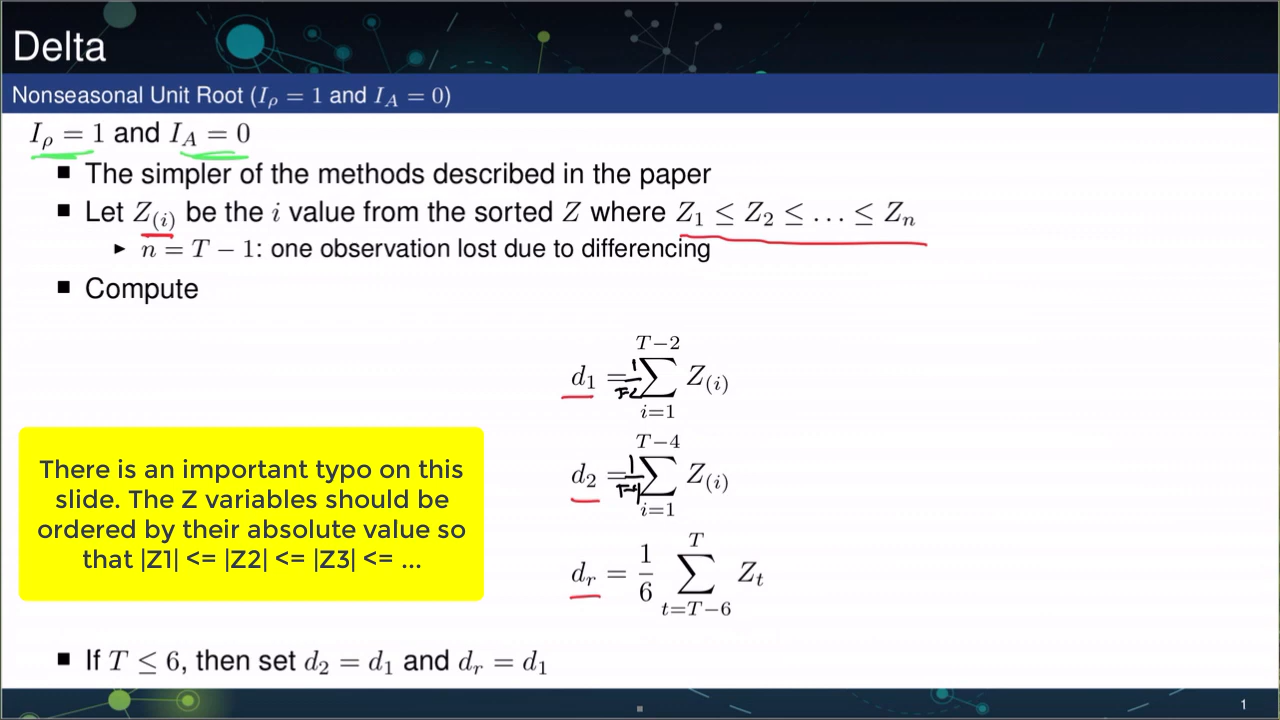 Delta
Nonseasonal Unit Root (I_ρ = 1 and I_A = 0)
I_ρ = 1 and I_A = 0
■ The simpler of the methods described in the paper
■ Let Z_(i) be the i value from the sorted Z where Z_1 ≤ Z_2 ≤ … ≤ Z_n
▶ n = T − 1: one observation lost due to differencing
■ Compute
d_1 = 1/T-2 ∑_{i=1}^{T−2} Z_(i)
d_2 = 1/T-4 ∑_{i=1}^{T−4} Z_(i)
d_r = 1/6 ∑_{t=T−6}^{T} Z_t
There is an important typo on this
slide. The Z variables should be
ordered by their absolute value so
that |Z1| <= |Z2| <= |Z3| <= ...
■ If T ≤ 6, then set d_2 = d_1 and d_r = d_1
1